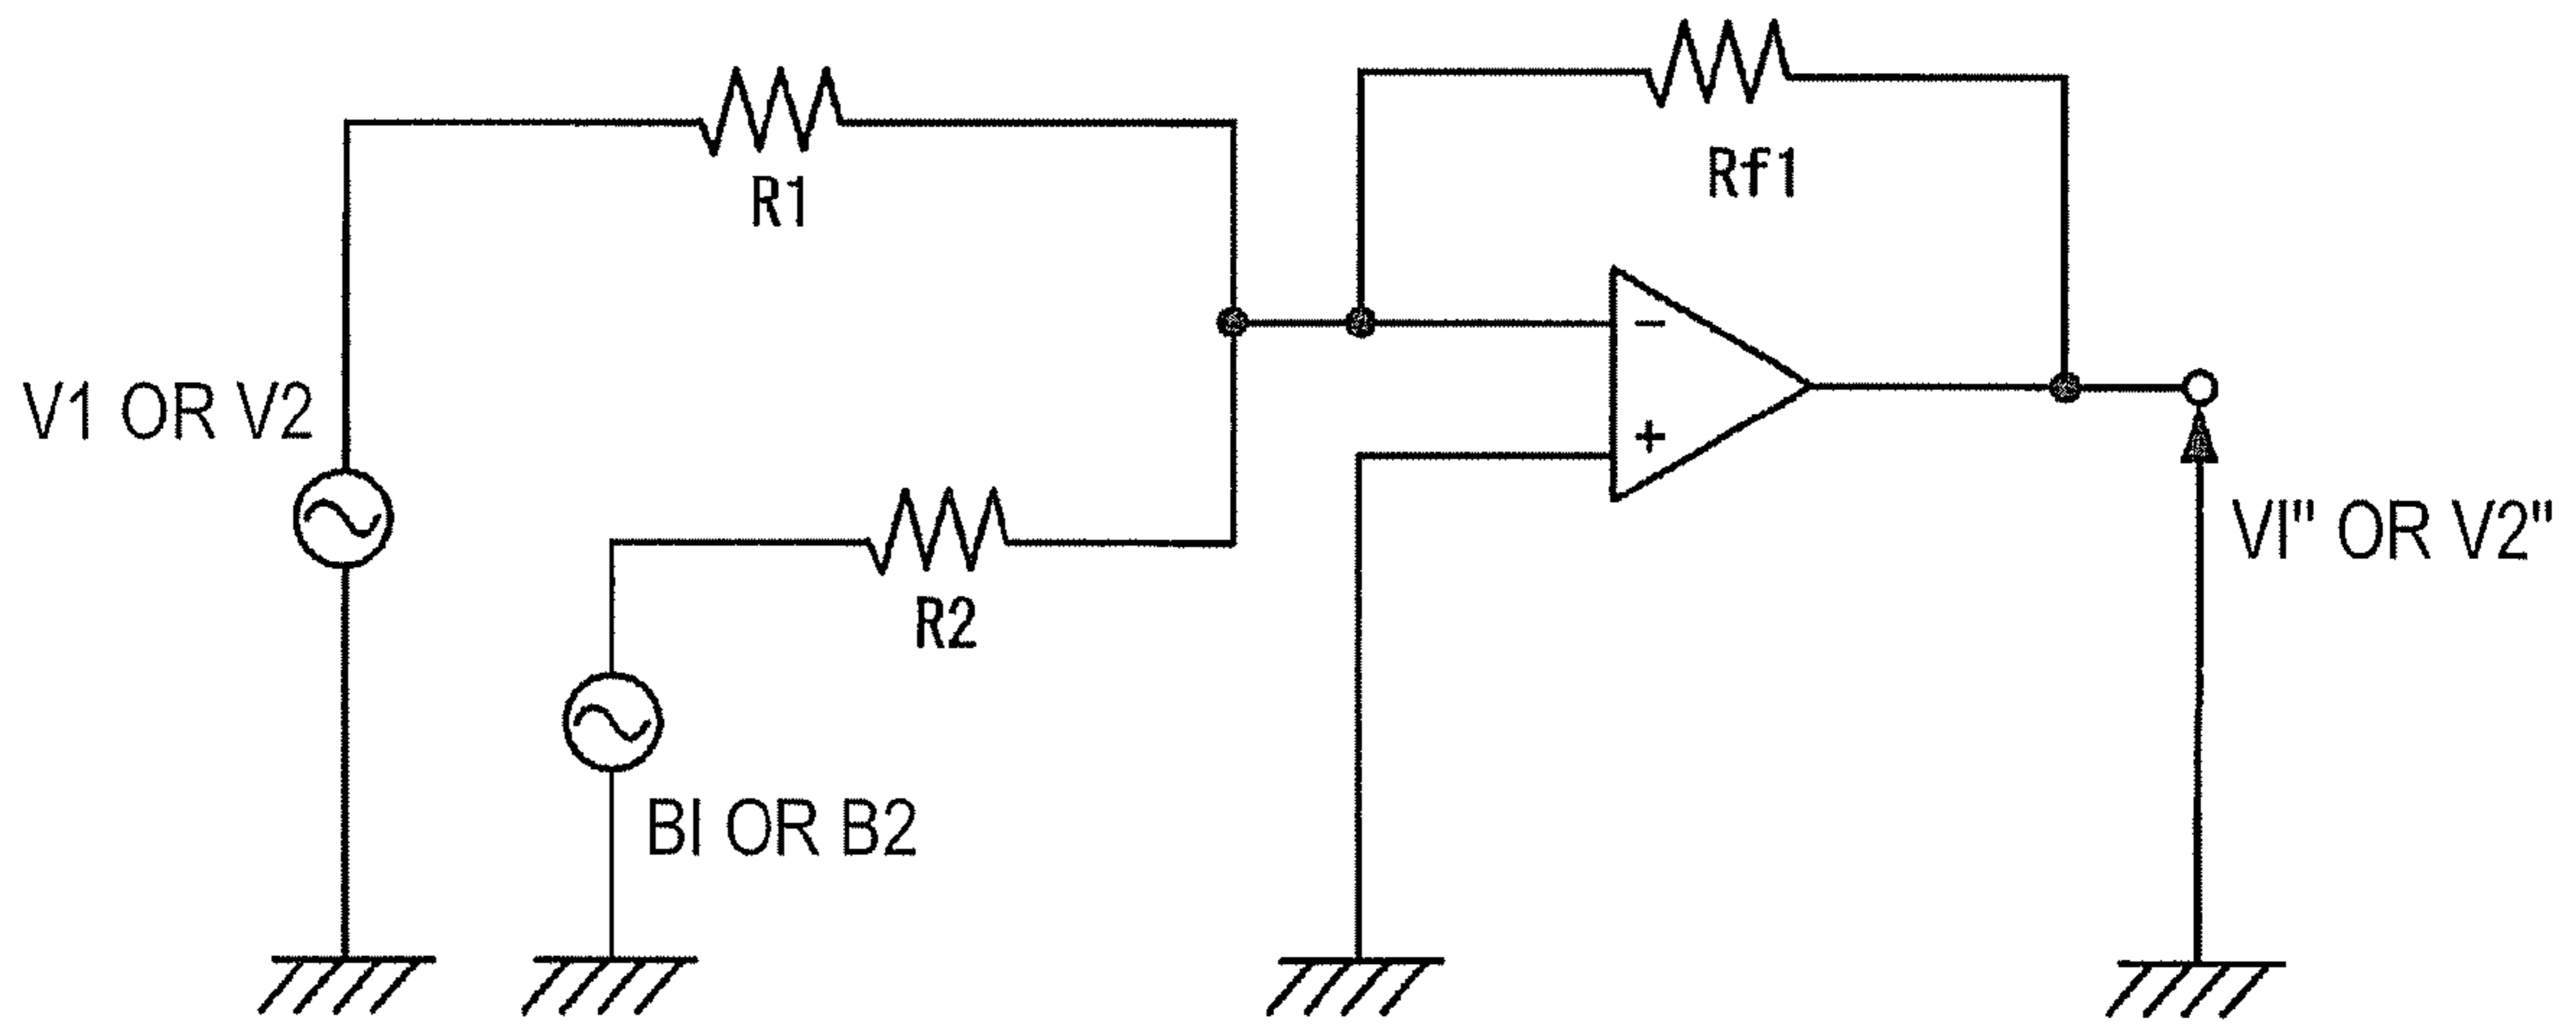 Rf1
R1
−
V1 OR V2
+
VI" OR V2"
R2
BI OR B2